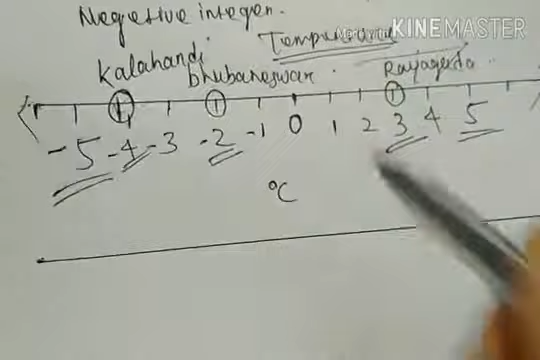 Negative integer.
Temperature
Kalahandi bhubaneswar. Rayagada.
-5 -4 -3 -2 -1 0 1 2 3 4 5
°C
KINEMASTER